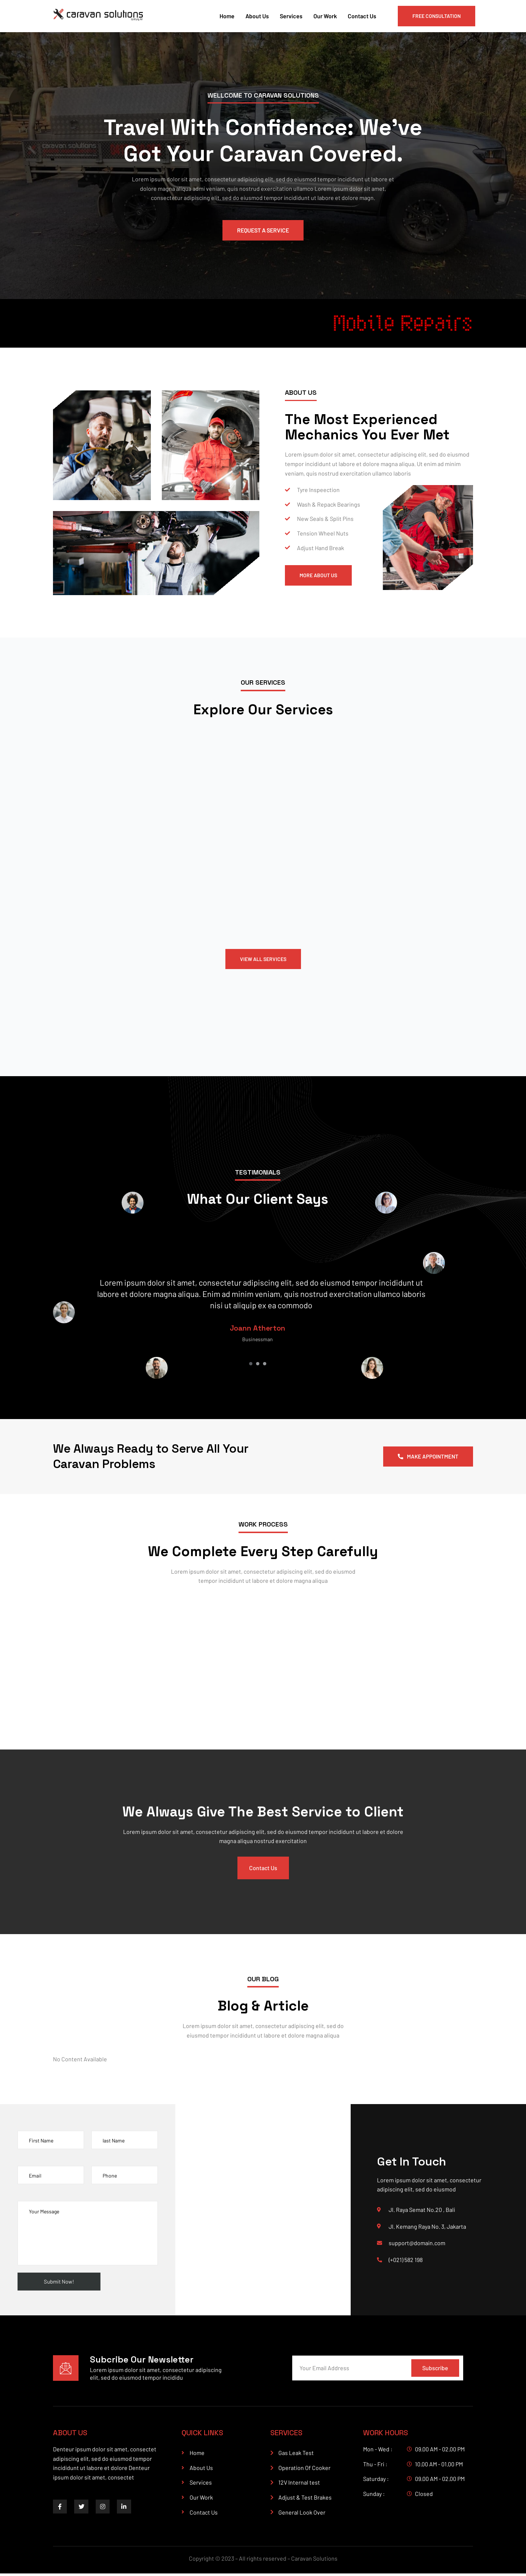 caravan solutions
Home
About Us
Services
Our Work
Contact Us
FREE CONSULTATION
WELLCOME TO CARAVAN SOLUTIONS
Travel With Confidence: We've
Got Your Caravan Covered.
Lorem ipsum dolor sit amet, consectetur adipiscing elit, sed do eiusmod tempor incididunt ut labore et
dolore magna aliqua admi veniam, quis nostrud exercitation ullamco Lorem ipsum dolor sit amet,
consectetur adipiscing elit, sed do eiusmod tempor incididunt ut labore et dolore magn.
REQUEST A SERVICE
Mobile Repairs
ABOUT US
The Most Experienced
Mechanics You Ever Met
Lorem ipsum dolor sit amet, consectetur adipiscing elit, sed do eiusmod
tempor incididunt ut labore et dolore magna aliqua. Ut enim ad minim
veniam, quis nostrud exercitation ullamco laboris
Tyre Inspeection
Wash & Repack Bearings
New Seals & Split Pins
Tension Wheel Nuts
Adjust Hand Break
MORE ABOUT US
OUR SERVICES
Explore Our Services
VIEW ALL SERVICES
TESTIMONIALS
What Our Client Says
Lorem ipsum dolor sit amet, consectetur adipiscing elit, sed do eiusmod tempor incididunt ut
labore et dolore magna aliqua. Enim ad minim veniam, quis nostrud exercitation ullamco laboris
nisi ut aliquip ex ea commodo
Joann Atherton
Businessman
We Always Ready to Serve All Your
Caravan Problems
MAKE APPOINTMENT
WORK PROCESS
We Complete Every Step Carefully
Lorem ipsum dolor sit amet, consectetur adipiscing elit, sed do eiusmod
tempor incididunt ut labore et dolore magna aliqua
We Always Give The Best Service to Client
Lorem ipsum dolor sit amet, consectetur adipiscing elit, sed do eiusmod tempor incididunt ut labore et dolore
magna aliqua nostrud exercitation
Contact Us
OUR BLOG
Blog & Article
Lorem ipsum dolor sit amet, consectetur adipiscing elit, sed do
eiusmod tempor incididunt ut labore et dolore magna aliqua
No Content Available
First Name
last Name
Email
Phone
Your Message
Submit Now!
Get In Touch
Lorem ipsum dolor sit amet, consectetur
adipiscing elit, sed do eiusmod
Jl. Raya Semat No.20 , Bali
Jl. Kemang Raya No. 3, Jakarta
support@domain.com
(+021) 582 198
Subcribe Our Newsletter
Lorem ipsum dolor sit amet, consectetur adipiscing
elit, sed do eiusmod tempor incididu
Your Email Address
Subscribe
ABOUT US
Denteur ipsum dolor sit amet, consectet
adipiscing elit, sed do eiusmod tempor
incididunt ut labore et dolore Denteur
ipsum dolor sit amet, consectet
QUICK LINKS
Home
About Us
Services
Our Work
Contact Us
SERVICES
Gas Leak Test
Operation Of Cooker
12V Internal test
Adjust & Test Brakes
General Look Over
WORK HOURS
Mon - Wed : 09.00 AM - 02.00 PM
Thu - Fri : 10.00 AM - 01.00 PM
Saturday : 09.00 AM - 02.00 PM
Sunday : Closed
Copyright © 2023 - All rights reserved - Caravan Solutions